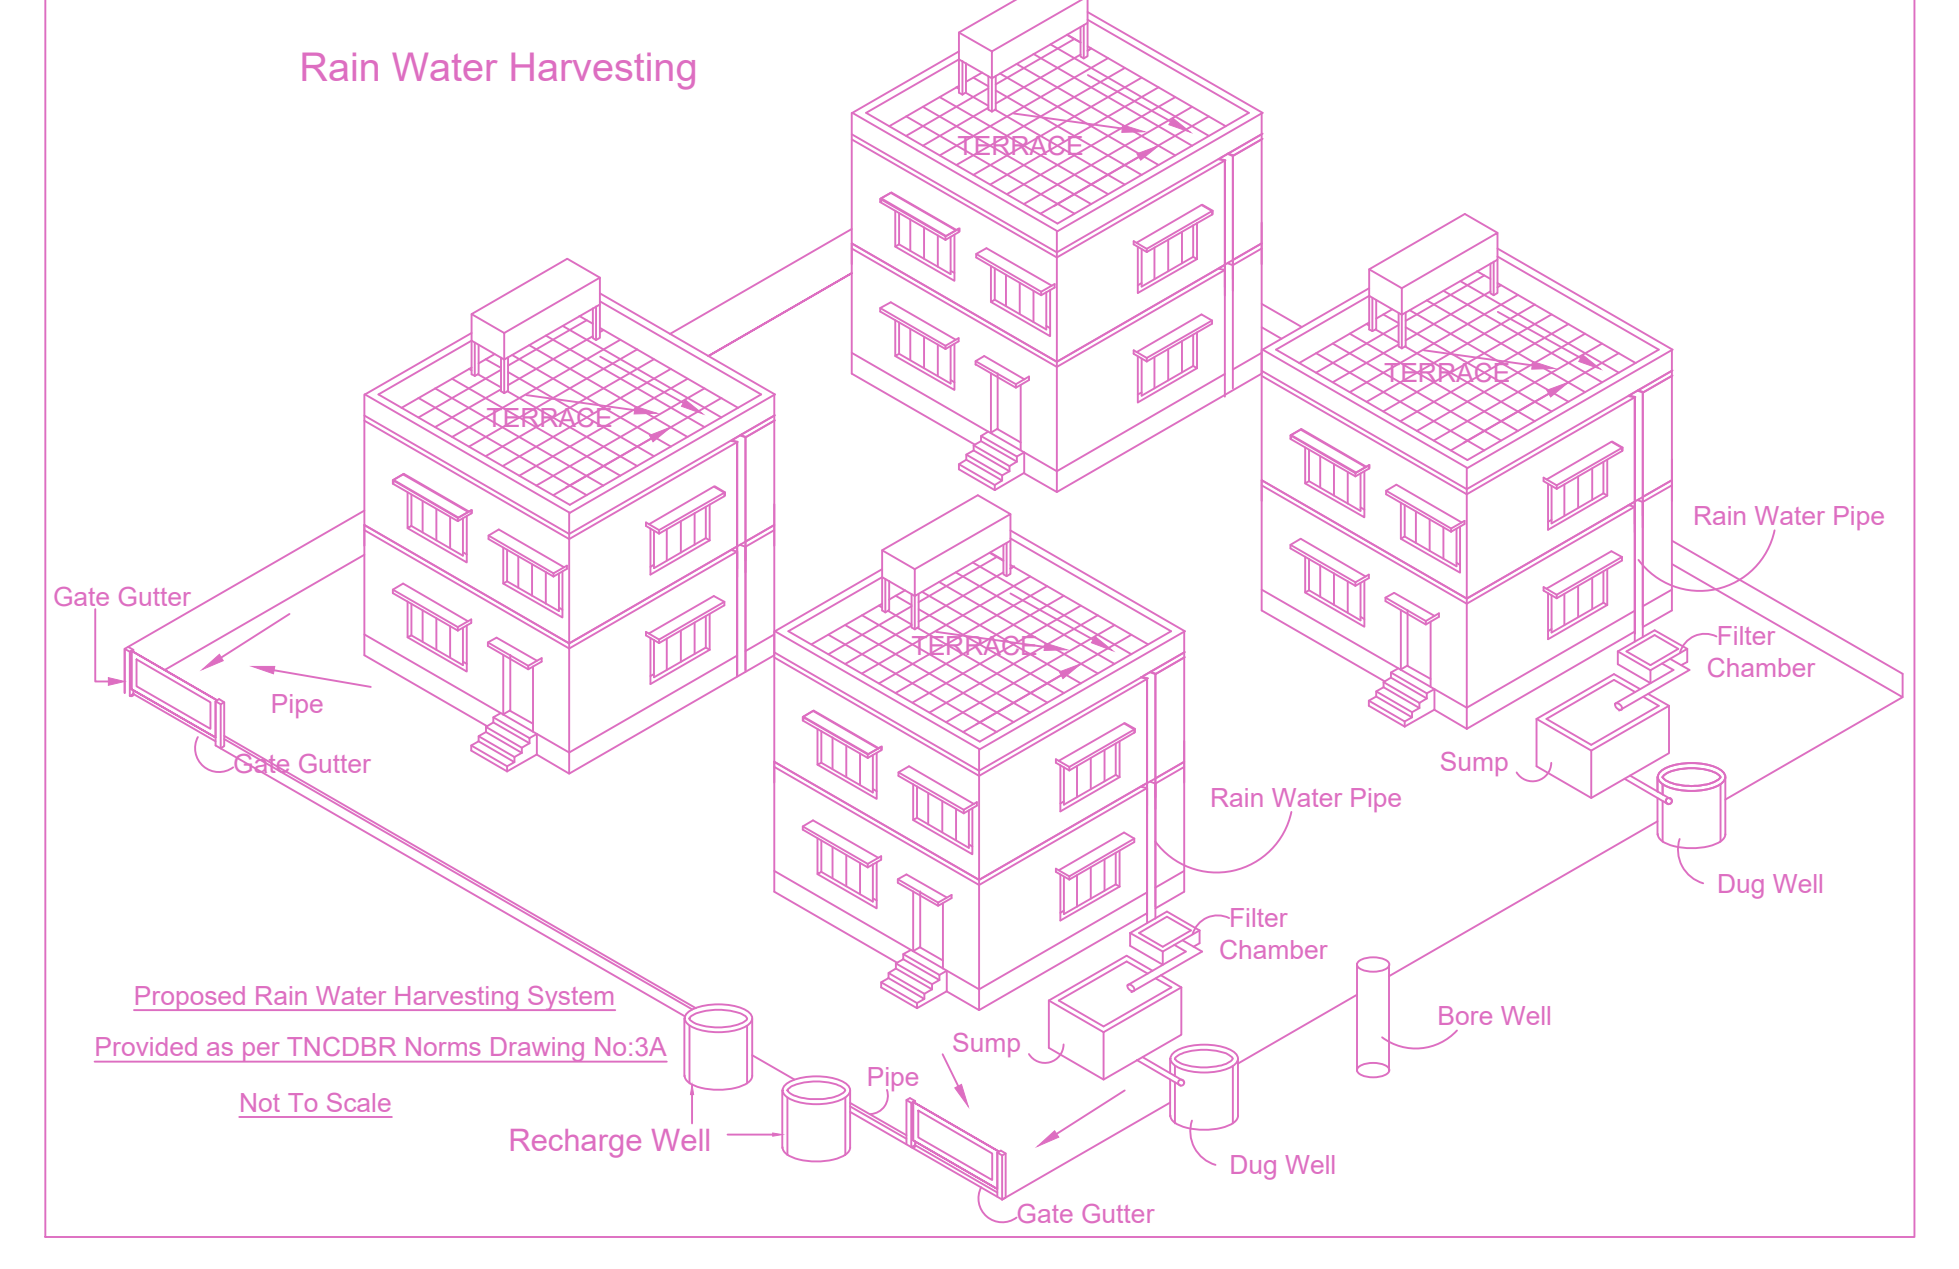 Rain Water Harvesting
TERRACE
TERRACE
TERRACE
Rain Water Pipe
Gate Gutter
Filter
Chamber
TERRACE
Pipe
Gate Gutter
Sump
Rain Water Pipe
Dug Well
Filter
Chamber
Proposed Rain Water Harvesting System
Bore Well
Provided as per TNCDBR Norms Drawing No:3A
Sump
Pipe
Not To Scale
Recharge Well
Dug Well
Gate Gutter